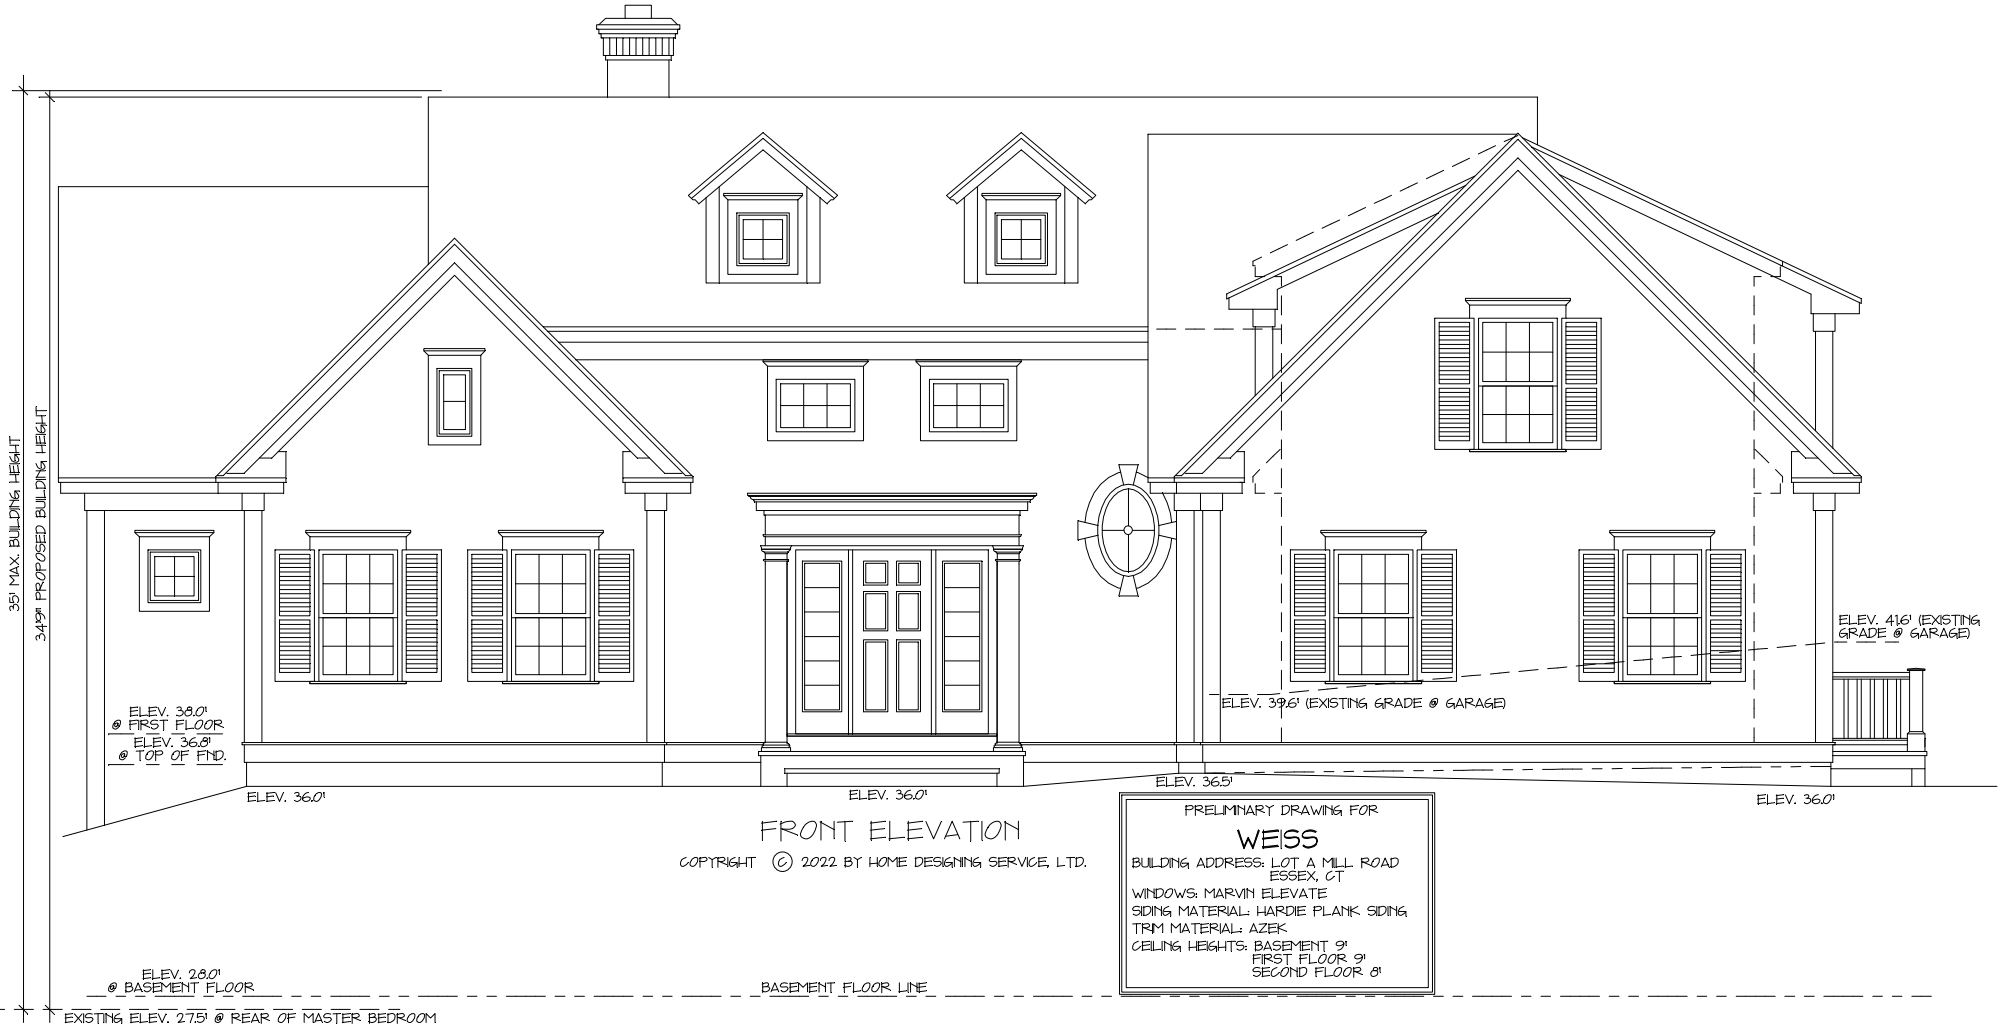 35' MAX. BUILDING HEIGHT
34'9" PROPOSED BUILDING HEIGHT
ELEV. 41.6' (EXISTING
GRADE @ GARAGE)
ELEV. 39.6' (EXISTING GRADE @ GARAGE)
ELEV. 38.0'
@ FIRST FLOOR
ELEV. 36.8'
@ TOP OF FND.
ELEV. 36.0'
ELEV. 36.0'
ELEV. 36.5'
ELEV. 36.0'
FRONT ELEVATION
COPYRIGHT © 2022 BY HOME DESIGNING SERVICE, LTD.
PRELIMINARY DRAWING FOR
WEISS
BUILDING ADDRESS: LOT A MILL ROAD
ESSEX, CT
WINDOWS: MARVIN ELEVATE
SIDING MATERIAL: HARDIE PLANK SIDING
TRIM MATERIAL: AZEK
CEILING HEIGHTS: BASEMENT 9'
FIRST FLOOR 9'
SECOND FLOOR 8'
ELEV. 28.0'
@ BASEMENT FLOOR
BASEMENT FLOOR LINE
EXISTING ELEV. 27.5' @ REAR OF MASTER BEDROOM